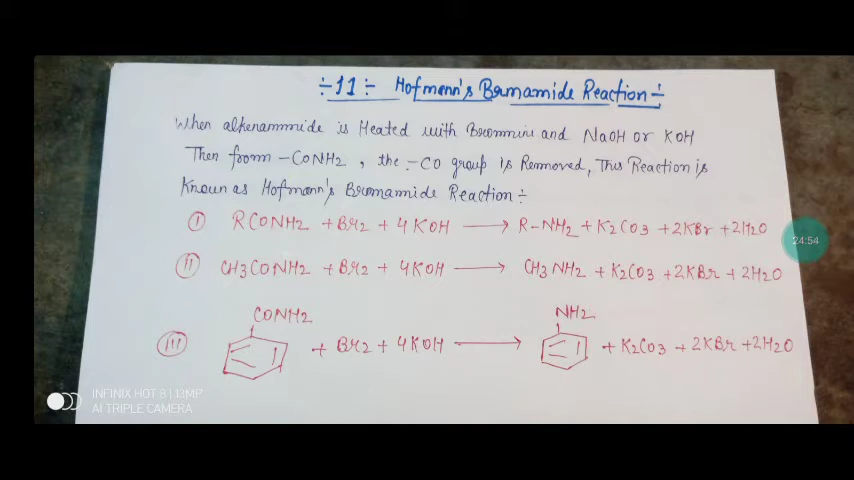 ÷11÷ Hofmann's Bromamide Reaction÷
When alkenammide is Heated with Brommine and NaOH or KOH
Then from -CONH2, the -CO group is Removed, This Reaction is
Known as Hofmann's Bromamide Reaction÷
I RCONH2 +Br2 + 4KOH → R-NH2 + K2CO3 +2KBr +2H2O
24:54
II CH3CONH2 +Br2 + 4KOH → CH3NH2 + K2CO3 +2KBr + 2H2O
III CONH2 + Br2 + 4KOH → NH2 + K2CO3 +2KBr +2H2O
INFINIX HOT 8 | 13MP
AI TRIPLE CAMERA